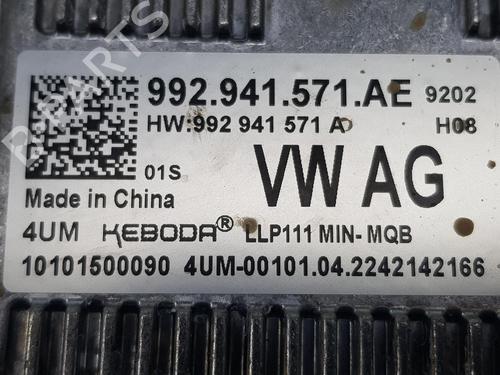 992.941.571.AE 9202
HW:992 941 571 A H08
01S VW AG
Made in China
4UM KEBODA® LLP111 MIN- MQB
10101500090 4UM-00101.04.2242142166
B PARTS